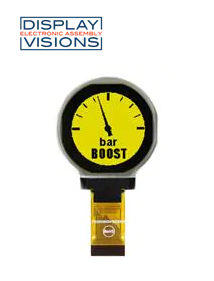 DISPLAY
ELECTRONIC ASSEMBLY
VISIONS
bar
BOOST